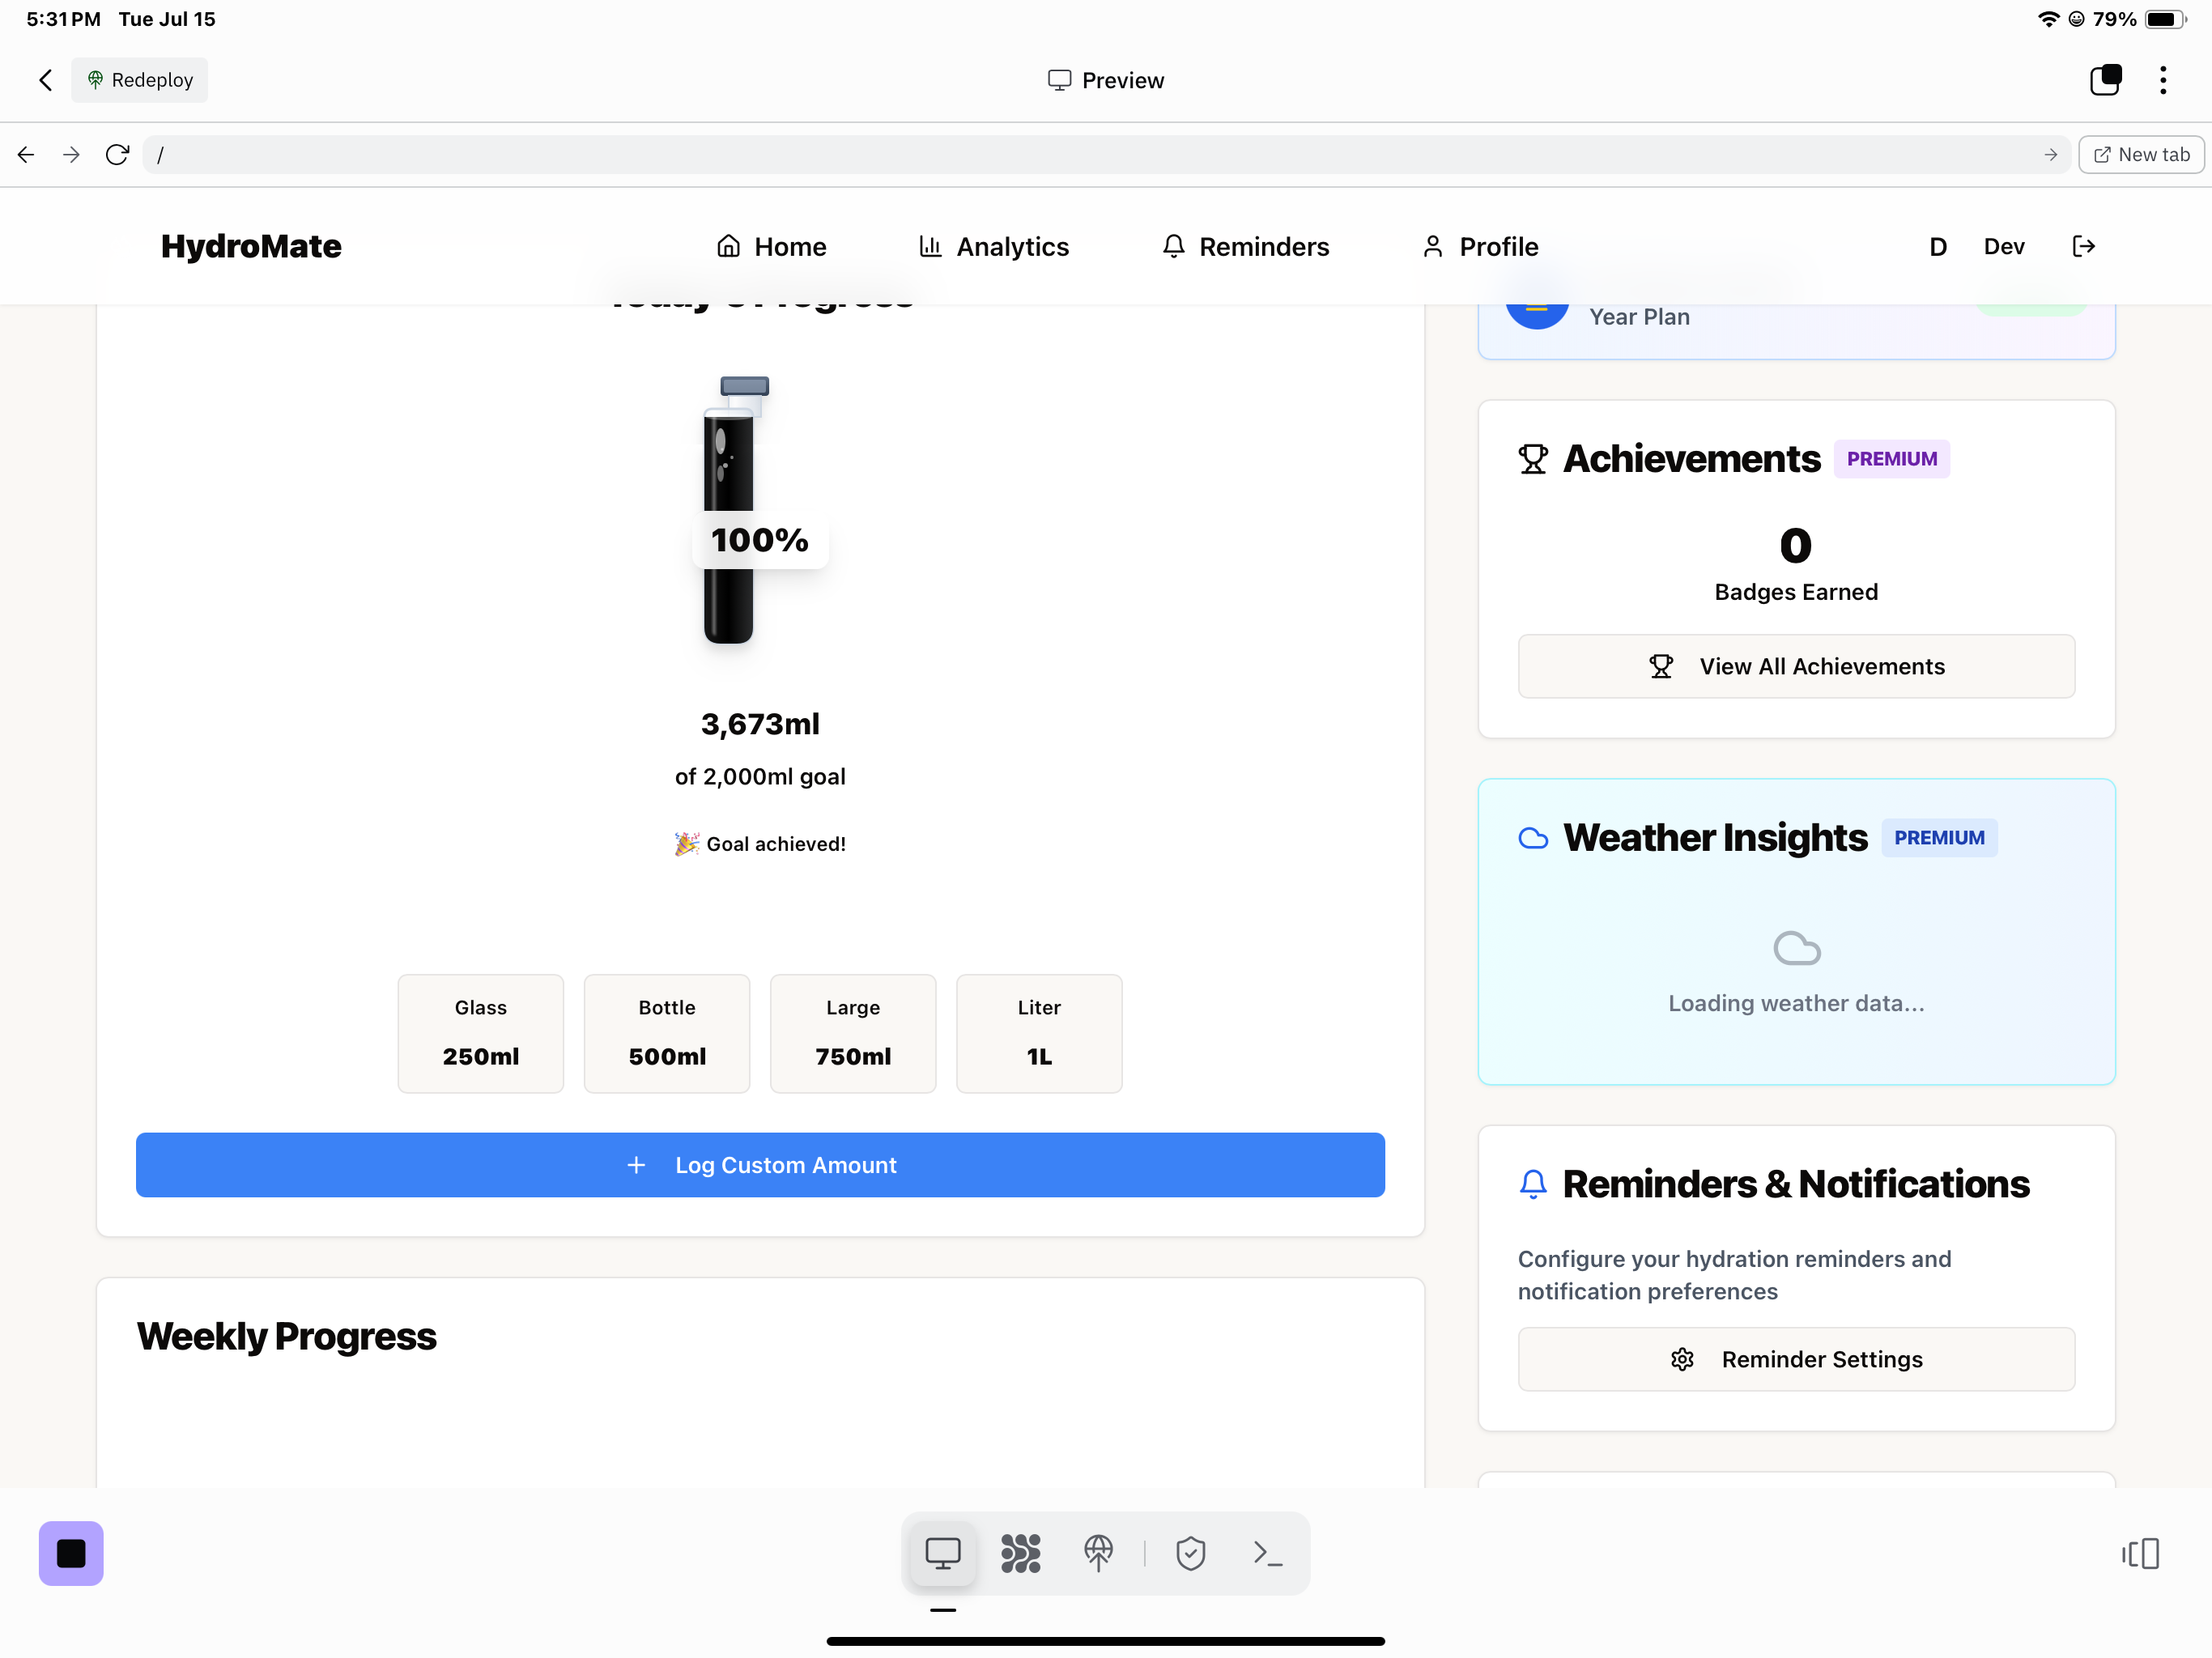 5:31 PM Tue Jul 15
79%
Redeploy
Preview
/
New tab
HydroMate
Home
Analytics
Reminders
Profile
D
Dev
Today's Progress
100%
3,673ml
of 2,000ml goal
🎉 Goal achieved!
Glass
250ml
Bottle
500ml
Large
750ml
Liter
1L
+ Log Custom Amount
Weekly Progress
Year Plan
Achievements PREMIUM
0
Badges Earned
View All Achievements
Weather Insights PREMIUM
Loading weather data...
Reminders & Notifications
Configure your hydration reminders and
notification preferences
Reminder Settings